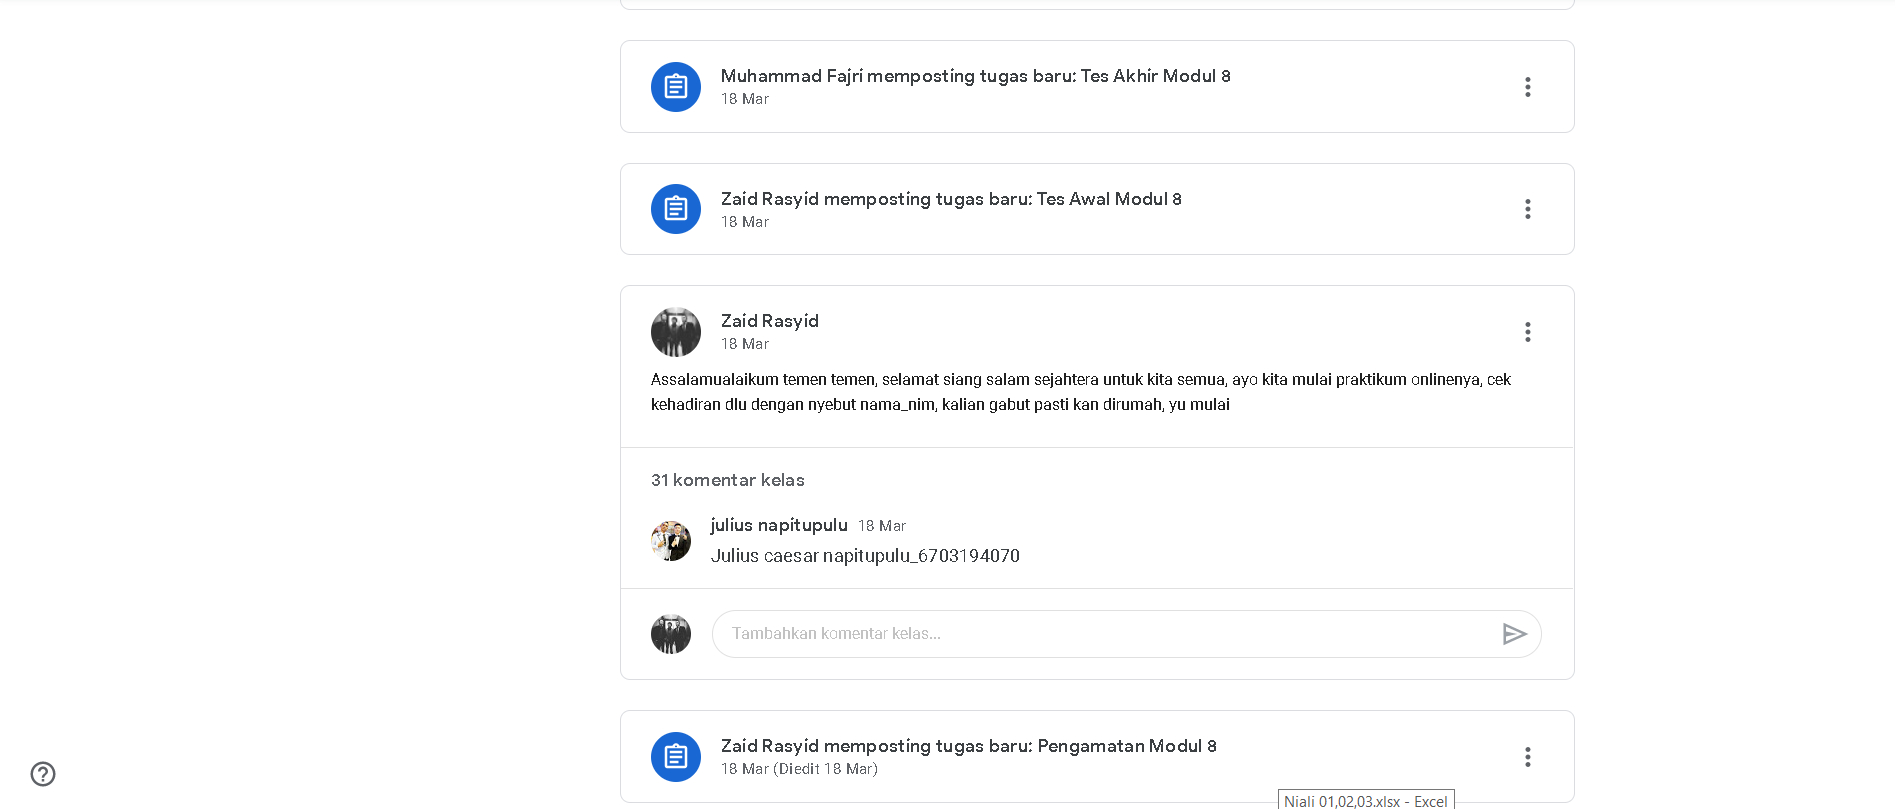 Muhammad Fajri memposting tugas baru: Tes Akhir Modul 8
18 Mar
Zaid Rasyid memposting tugas baru: Tes Awal Modul 8
18 Mar
Zaid Rasyid
18 Mar
Assalamualaikum temen temen, selamat siang salam sejahtera untuk kita semua, ayo kita mulai praktikum onlinenya, cek
kehadiran dlu dengan nyebut nama_nim, kalian gabut pasti kan dirumah, yu mulai
31 komentar kelas
julius napitupulu 18 Mar
Julius caesar napitupulu_6703194070
Tambahkan komentar kelas...
Zaid Rasyid memposting tugas baru: Pengamatan Modul 8
18 Mar (Diedit 18 Mar)
Niali 01,02,03.xlsx - Excel